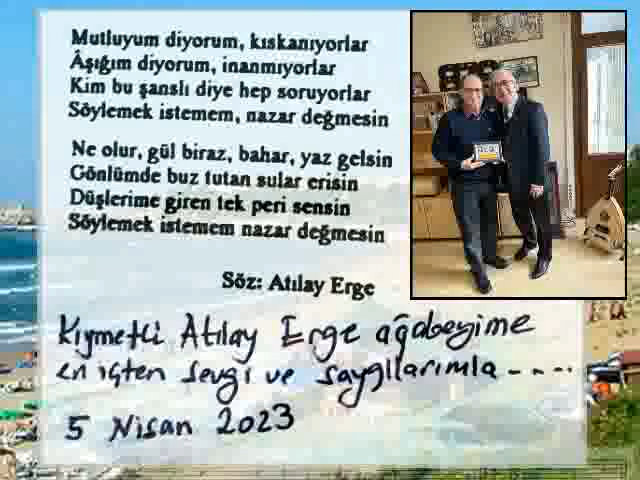 Mutluyum diyorum, kıskanıyorlar
Âşığım diyorum, inanmıyorlar
Kim bu şanslı diye hep soruyorlar
Söylemek istemem, nazar değmesin
Ne olur, gül biraz, bahar, yaz gelsin
Gönlümde buz tutan sular erisin
Düşlerime giren tek peri sensin
Söylemek istemem nazar değmesin
Söz: Atılay Erge
Kıymetli Atılay Erge ağabeyime
en içten sevgi ve saygılarımla ----
5 Nisan 2023